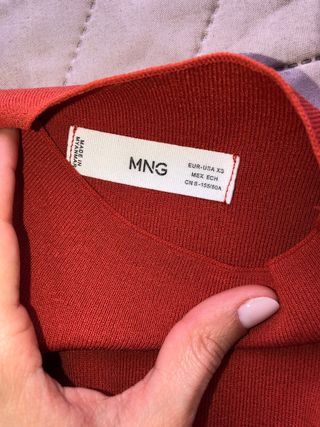 MADE IN
MYANMAR
MNG
EUR-USA XS
MEX ECH
CN S-155/80A